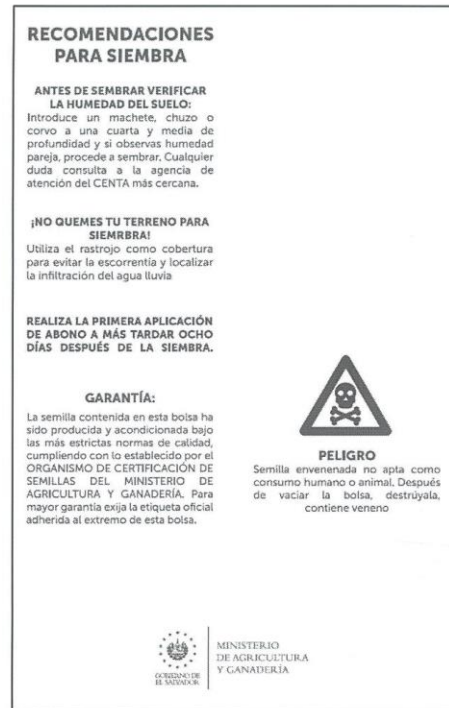 RECOMENDACIONES
PARA SIEMBRA
ANTES DE SEMBRAR VERIFICAR
LA HUMEDAD DEL SUELO:
Introduce un machete, chuzo o
corvo a una cuarta y media de
profundidad y si observas humedad
pareja, procede a sembrar. Cualquier
duda consulta a la agencia de
atención del CENTA más cercana.
¡NO QUEMES TU TERRENO PARA
SIEMRBRA!
Utiliza el rastrojo como cobertura
para evitar la escorrentía y localizar
la infiltración del agua lluvia
REALIZA LA PRIMERA APLICACIÓN
DE ABONO A MÁS TARDAR OCHO
DÍAS DESPUÉS DE LA SIEMBRA.
GARANTÍA:
La semilla contenida en esta bolsa ha
sido producida y acondicionada bajo
las más estrictas normas de calidad,
cumpliendo con lo establecido por el
ORGANISMO DE CERTIFICACIÓN DE
SEMILLAS DEL MINISTERIO DE
AGRICULTURA Y GANADERÍA. Para
mayor garantía exija la etiqueta oficial
adherida al extremo de esta bolsa.
PELIGRO
Semilla envenenada no apta como
consumo humano o animal. Después
de vaciar la bolsa, destrúyala,
contiene veneno
GOBIERNO DE
EL SALVADOR
MINISTERIO
DE AGRICULTURA
Y GANADERÍA